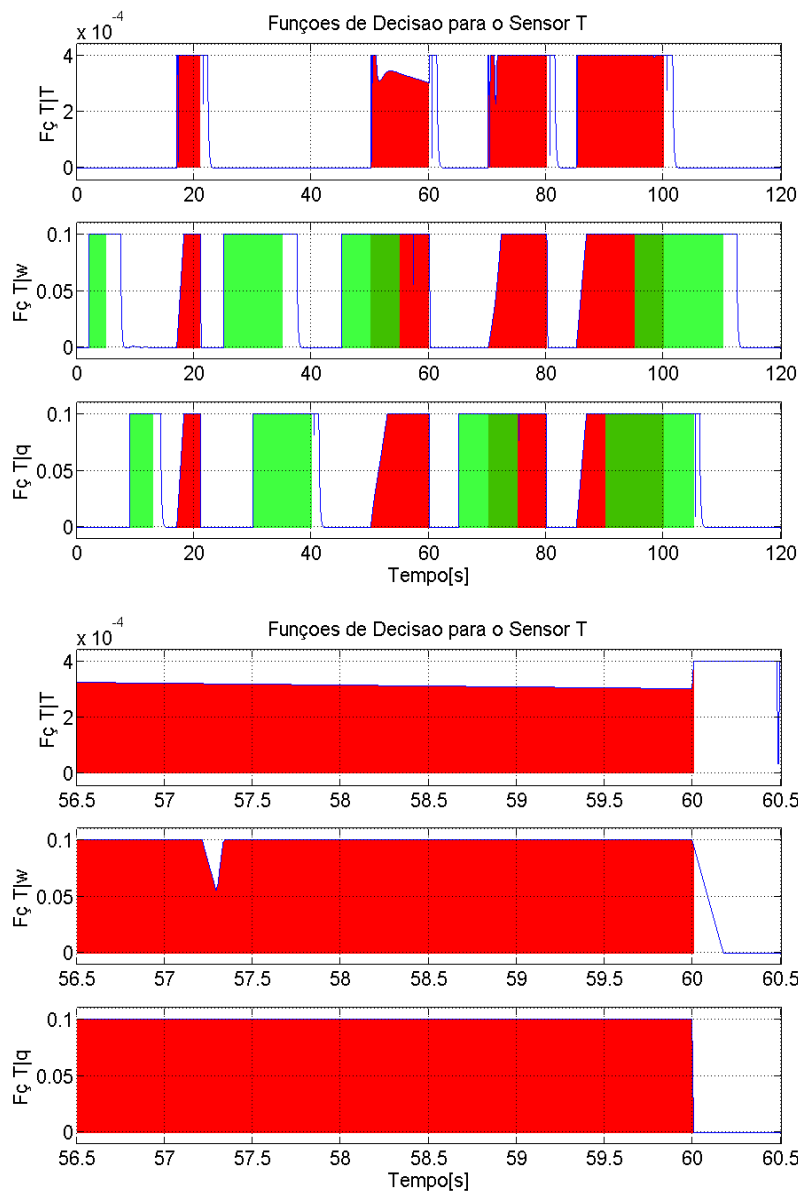 Funçoes de Decisao para o Sensor T
x 10⁻⁴
4
2
0
Fç T|T
0 20 40 60 80 100 120
0.1
0.05
0
Fç T|w
0 20 40 60 80 100 120
0.1
0.05
0
Fç T|q
0 20 40 60 80 100 120
Tempo[s]
Funçoes de Decisao para o Sensor T
x 10⁻⁴
4
2
0
Fç T|T
56.5 57 57.5 58 58.5 59 59.5 60 60.5
0.1
0.05
0
Fç T|w
56.5 57 57.5 58 58.5 59 59.5 60 60.5
0.1
0.05
0
Fç T|q
56.5 57 57.5 58 58.5 59 59.5 60 60.5
Tempo[s]